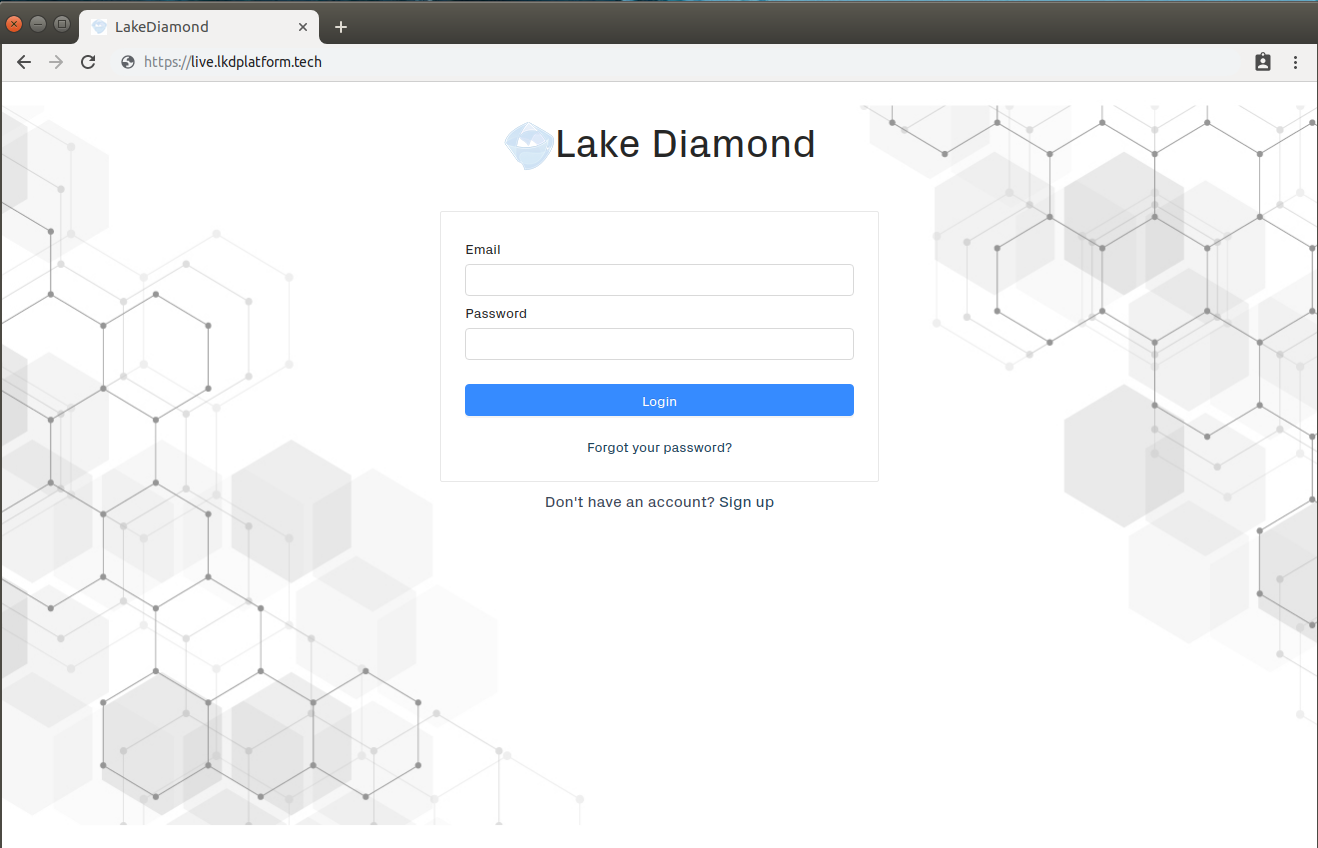 LakeDiamond
https://live.lkdplatform.tech
Lake Diamond
Email
Password
Login
Forgot your password?
Don't have an account? Sign up